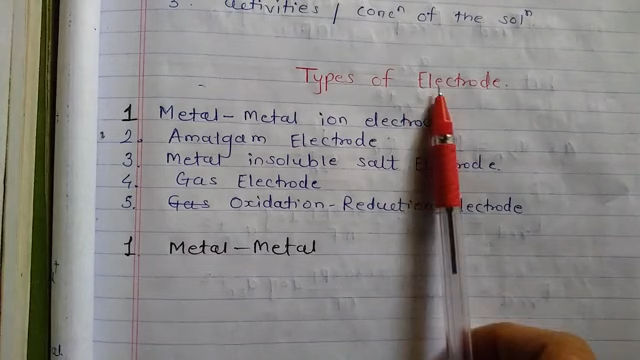 3. Activities / concⁿ of the solⁿ
Types of Electrode.
1 Metal-Metal ion electro
2. Amalgam Electrode
3. Metal insoluble salt Electrode.
4. Gas Electrode
5. Gas Oxidation-Reduction Electrode
1 Metal-Metal